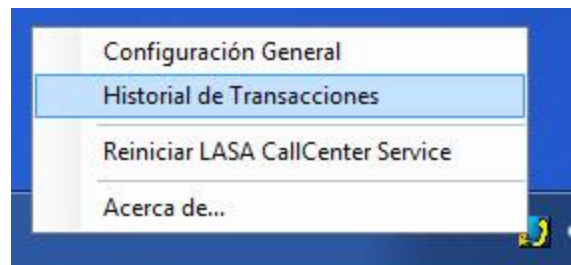 Configuración General
Historial de Transacciones
Reiniciar LASA CallCenter Service
Acerca de...